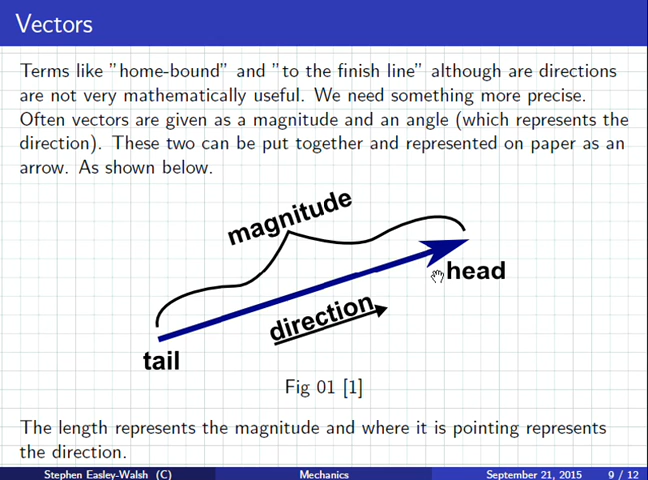 Vectors
Terms like "home-bound" and "to the finish line" although are directions
are not very mathematically useful. We need something more precise.
Often vectors are given as a magnitude and an angle (which represents the
direction). These two can be put together and represented on paper as an
arrow. As shown below.
magnitude
head
direction
tail
Fig 01 [1]
The length represents the magnitude and where it is pointing represents
the direction.
Stephen Easley-Walsh (C) Mechanics September 21, 2015 9 / 12